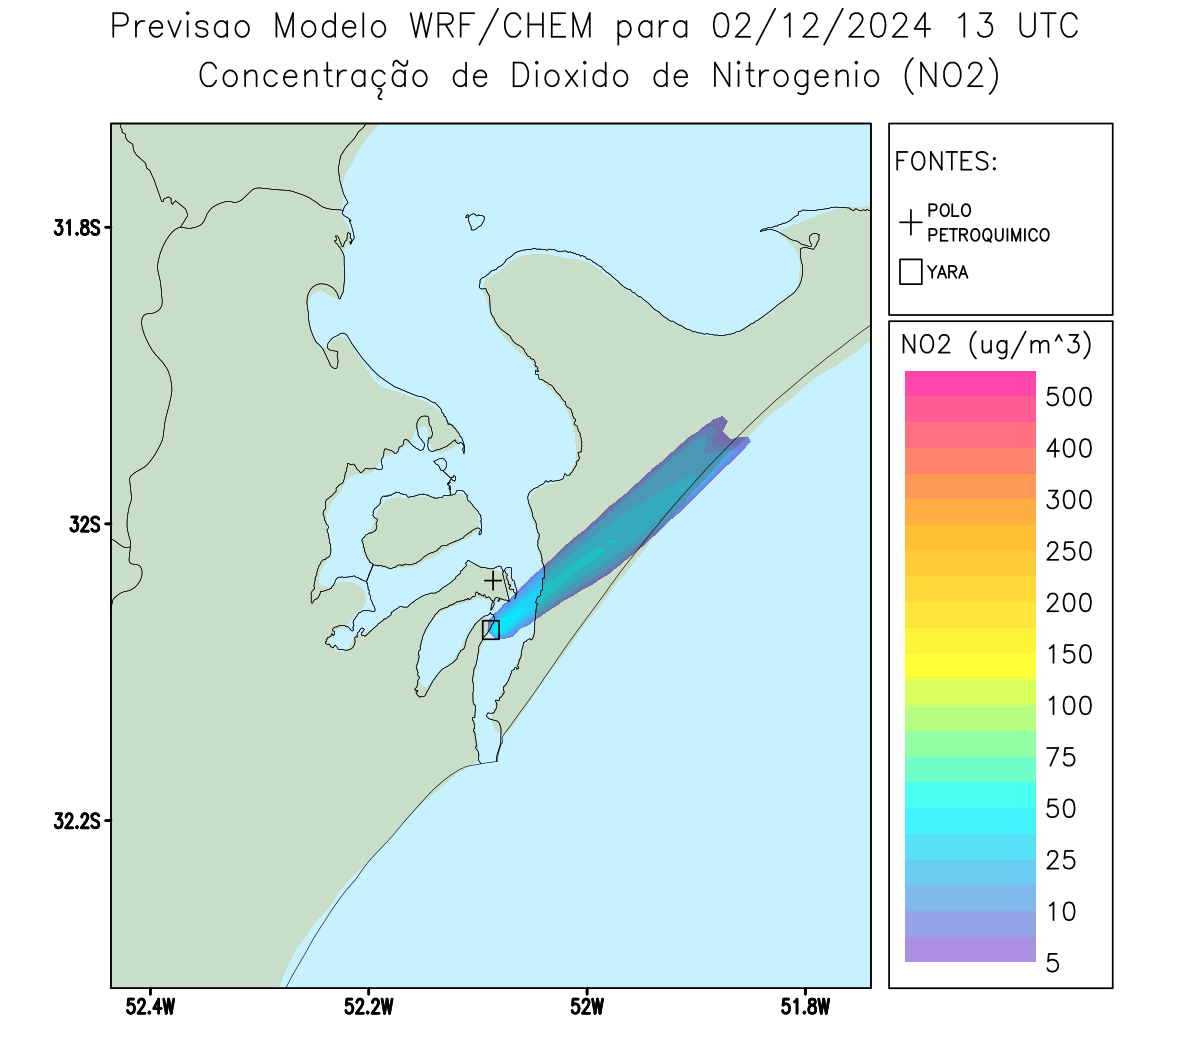 Previsao Modelo WRF/CHEM para 02/12/2024 13 UTC
Concentração de Dioxido de Nitrogenio (NO2)
FONTES:
POLO
PETROQUIMICO
YARA
31.8S
32S
32.2S
52.4W
52.2W
52W
51.8W
NO2 (ug/m^3)
500
400
300
250
200
150
100
75
50
25
10
5